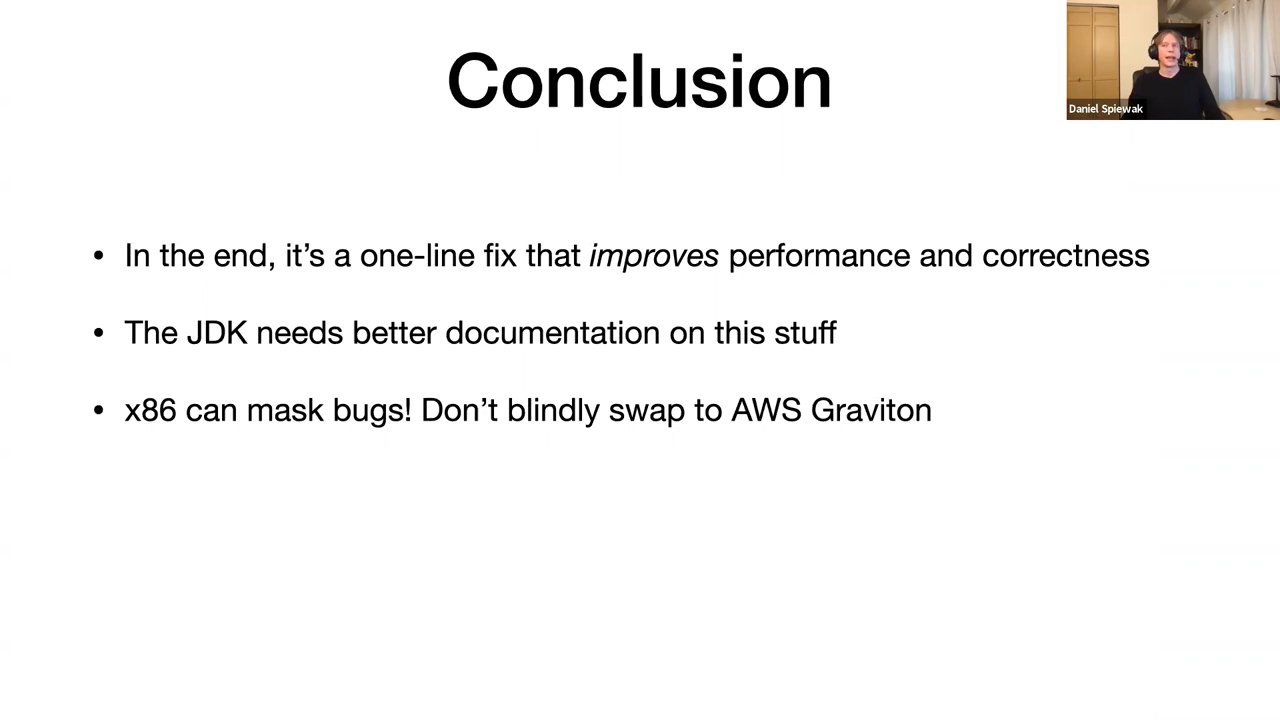 Conclusion
Daniel Spiewak
• In the end, it’s a one-line fix that improves performance and correctness
• The JDK needs better documentation on this stuff
• x86 can mask bugs! Don’t blindly swap to AWS Graviton